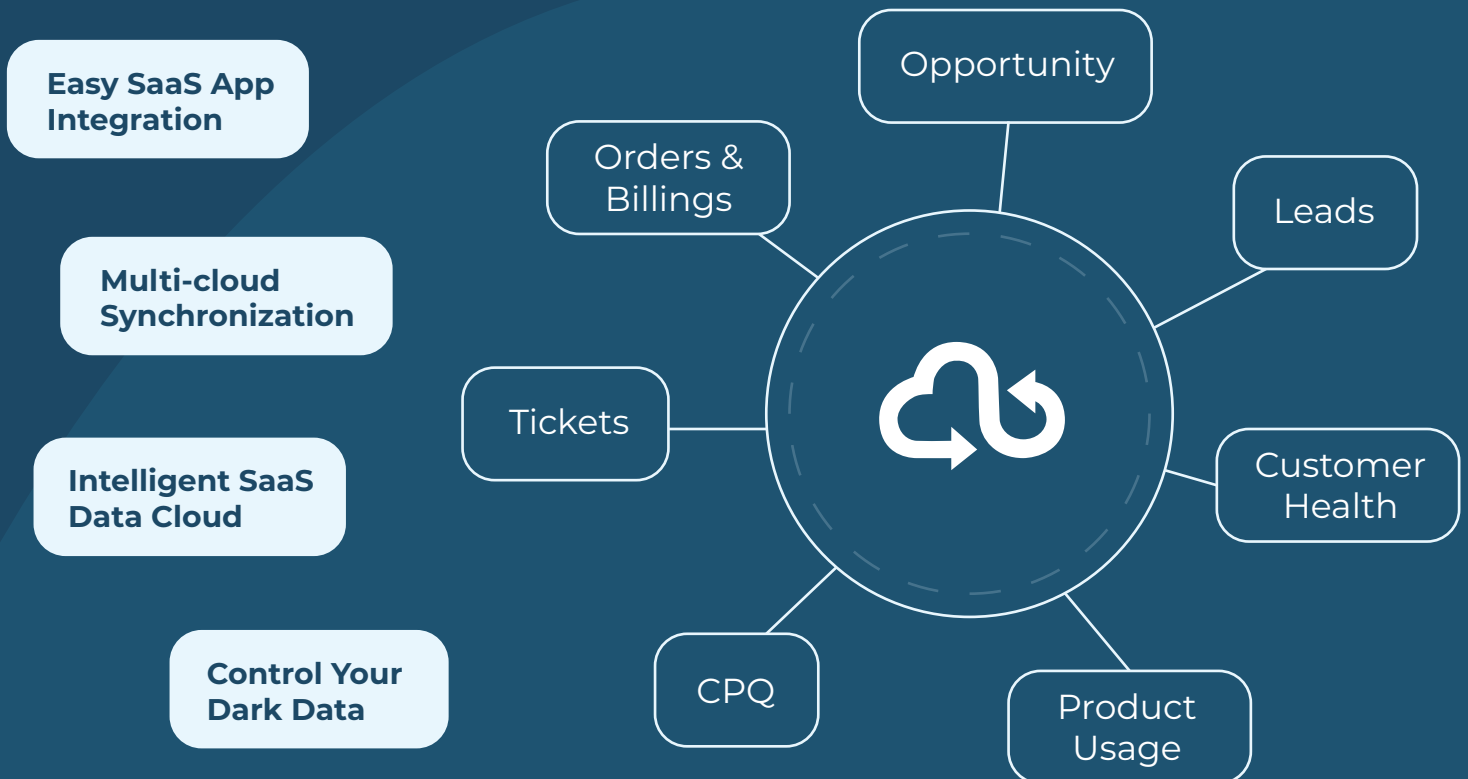 Easy SaaS App
Integration
Multi-cloud
Synchronization
Intelligent SaaS
Data Cloud
Control Your
Dark Data
Opportunity
Orders &
Billings
Leads
Tickets
Customer
Health
CPQ
Product
Usage